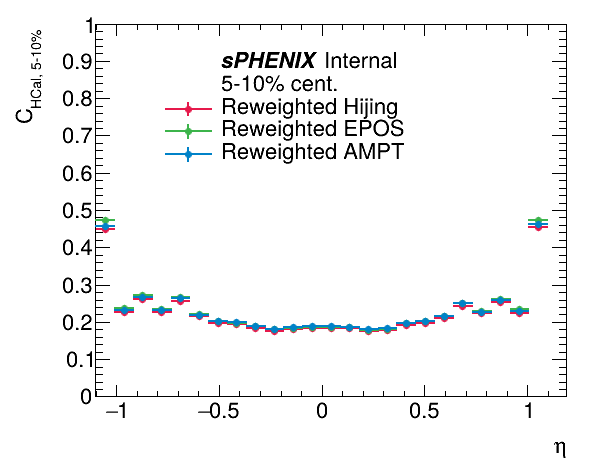 C_HCal, 5-10%
1
0.9
0.8
0.7
0.6
0.5
0.4
0.3
0.2
0.1
0
sPHENIX Internal
5-10% cent.
Reweighted Hijing
Reweighted EPOS
Reweighted AMPT
−1 −0.5 0 0.5 1
η